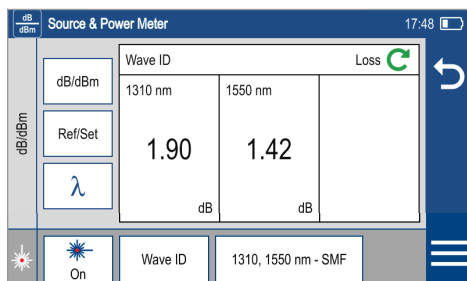 dB
dBm
Source & Power Meter
17:48
dB/dBm
dB/dBm
Ref/Set
λ
Wave ID
Loss
1310 nm
1550 nm
1.90
1.42
dB
dB
On
Wave ID
1310, 1550 nm - SMF